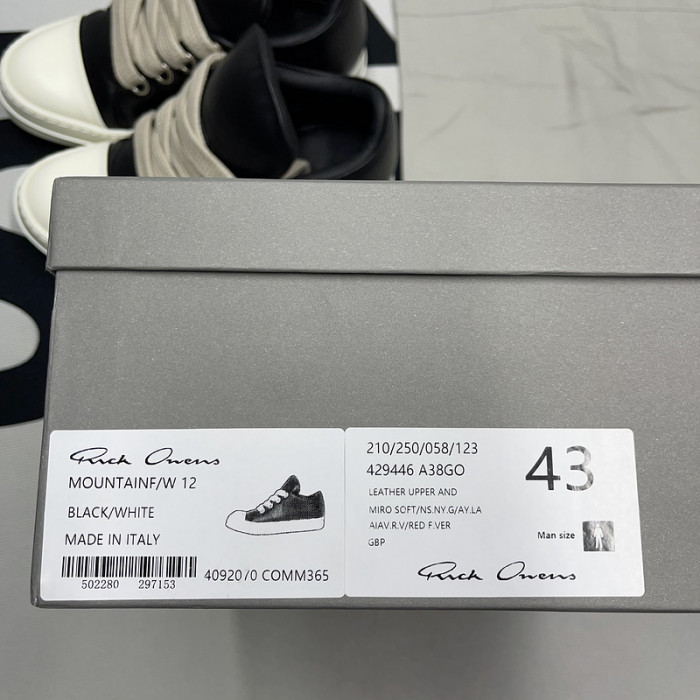 Rick Owens
MOUNTAINF/W 12
BLACK/WHITE
MADE IN ITALY
502280 297153
409207/0 COMM365
210/250/058/123
429446 A38GO
LEATHER UPPER AND
MIRO SOFT/NS.NY.G/AY.LA
AIAV.R.V/RED F.VER
GBP
43
Man size
Rick Owens